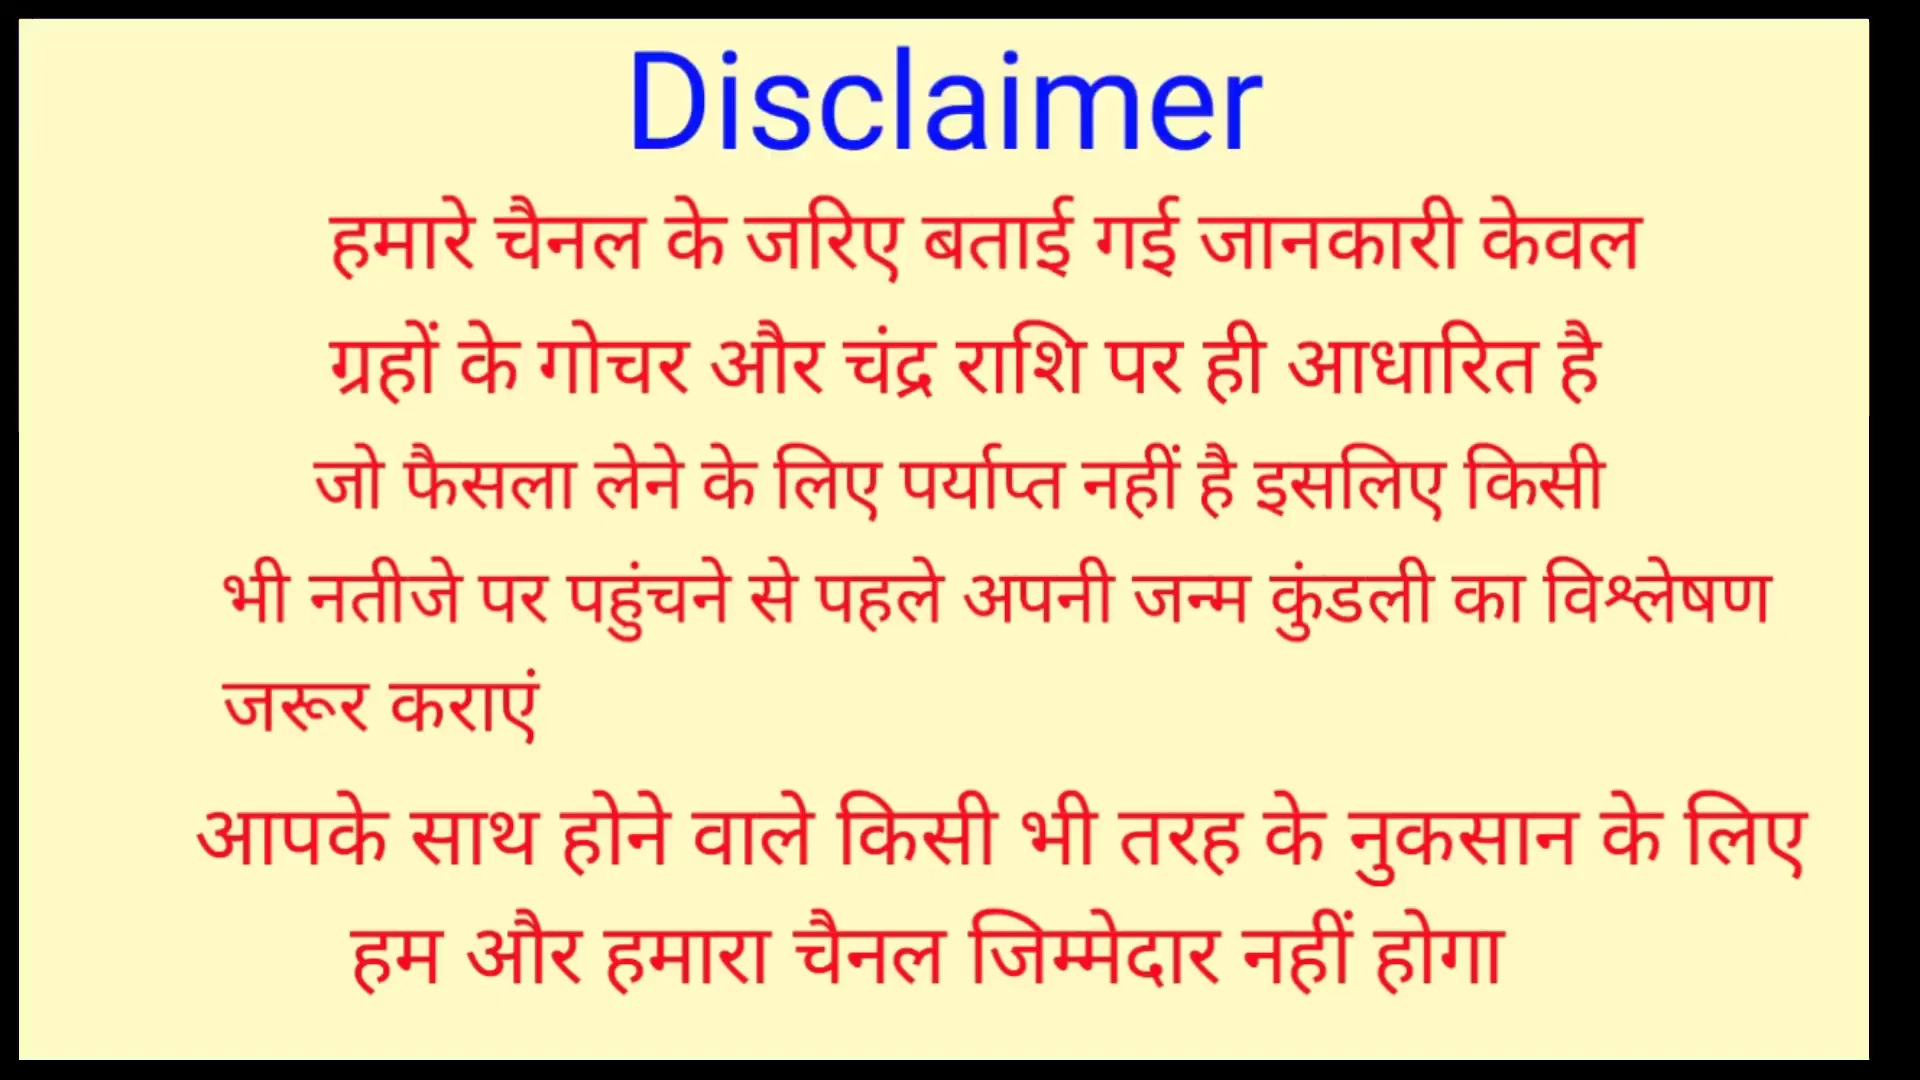 Disclaimer
हमारे चैनल के जरिए बताई गई जानकारी केवल
ग्रहों के गोचर और चंद्र राशि पर ही आधारित है
जो फैसला लेने के लिए पर्याप्त नहीं है इसलिए किसी
भी नतीजे पर पहुंचने से पहले अपनी जन्म कुंडली का विश्लेषण
जरूर कराएं
आपके साथ होने वाले किसी भी तरह के नुकसान के लिए
हम और हमारा चैनल जिम्मेदार नहीं होगा